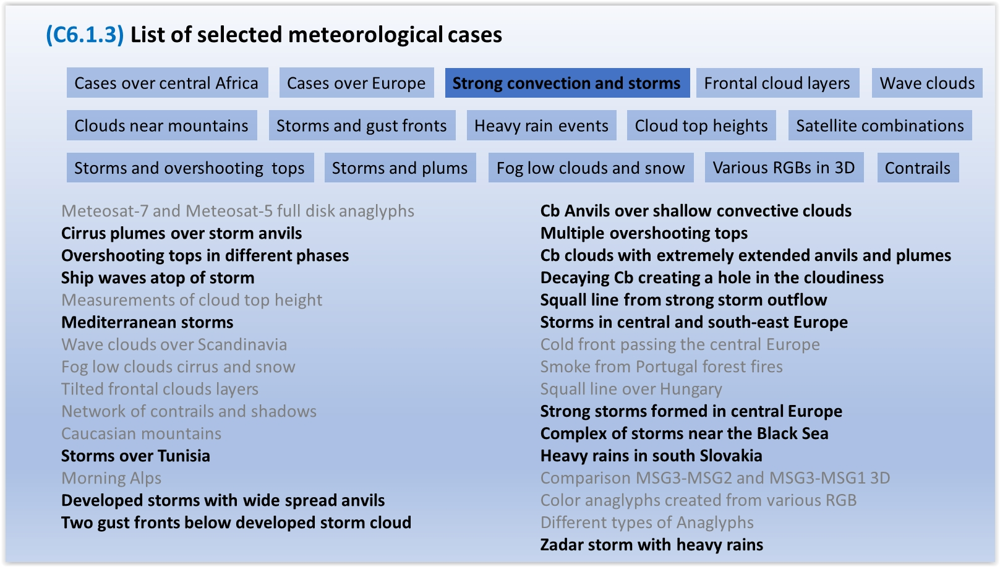 (C6.1.3) List of selected meteorological cases
Cases over central Africa
Cases over Europe
Strong convection and storms
Frontal cloud layers
Wave clouds
Clouds near mountains
Storms and gust fronts
Heavy rain events
Cloud top heights
Satellite combinations
Storms and overshooting tops
Storms and plums
Fog low clouds and snow
Various RGBs in 3D
Contrails
Meteosat-7 and Meteosat-5 full disk anaglyphs
Cirrus plumes over storm anvils
Overshooting tops in different phases
Ship waves atop of storm
Measurements of cloud top height
Mediterranean storms
Wave clouds over Scandinavia
Fog low clouds cirrus and snow
Tilted frontal clouds layers
Network of contrails and shadows
Caucasian mountains
Storms over Tunisia
Morning Alps
Developed storms with wide spread anvils
Two gust fronts below developed storm cloud
Cb Anvils over shallow convective clouds
Multiple overshooting tops
Cb clouds with extremely extended anvils and plumes
Decaying Cb creating a hole in the cloudiness
Squall line from strong storm outflow
Storms in central and south-east Europe
Cold front passing the central Europe
Smoke from Portugal forest fires
Squall line over Hungary
Strong storms formed in central Europe
Complex of storms near the Black Sea
Heavy rains in south Slovakia
Comparison MSG3-MSG2 and MSG3-MSG1 3D
Color anaglyphs created from various RGB
Different types of Anaglyphs
Zadar storm with heavy rains